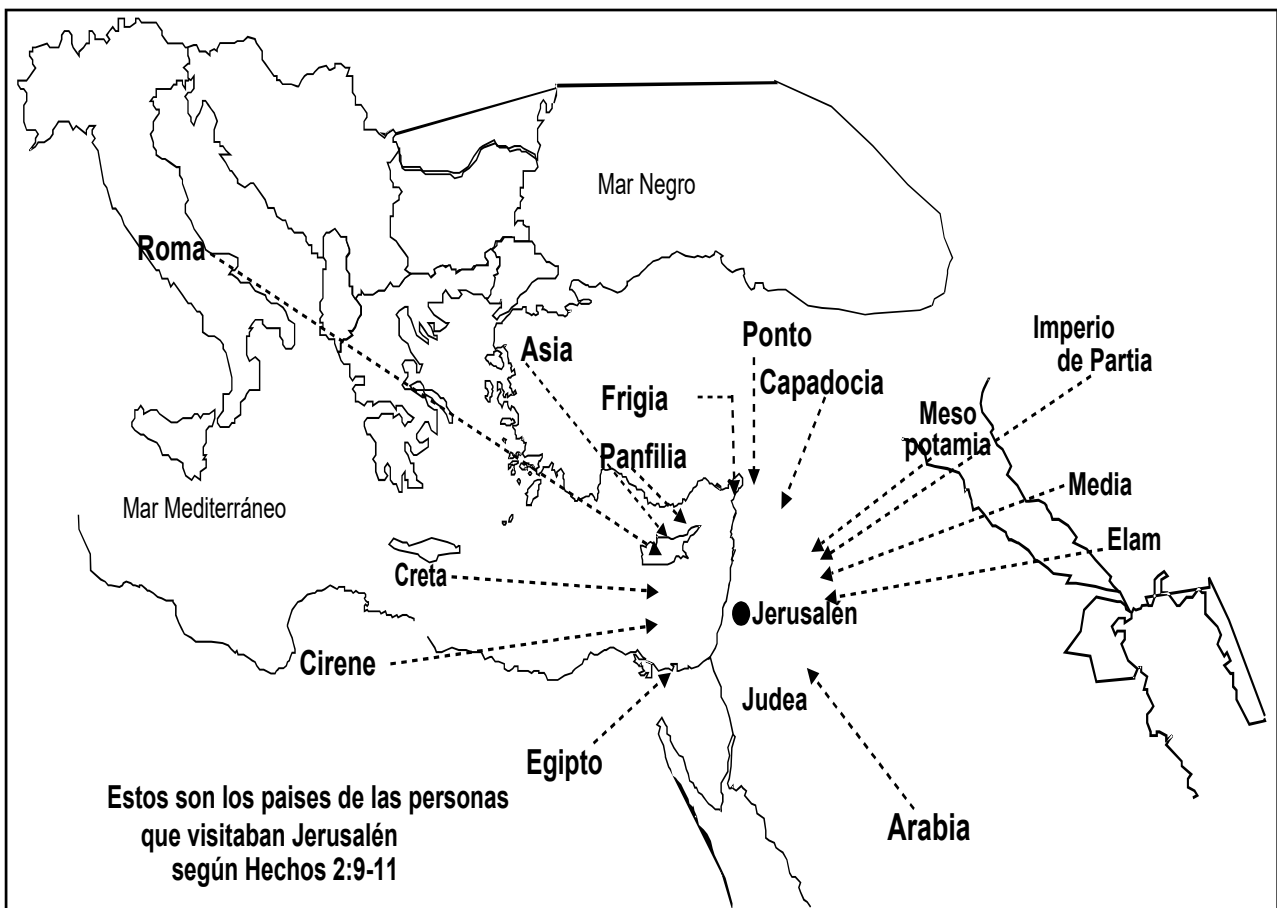 Mar Negro
Roma
Imperio
de Partia
Ponto
Asia
Capadocia
Frigia
Meso
potamia
Panfilia
Media
Mar Mediterráneo
Elam
Creta
Jerusalén
Cirene
Judea
Egipto
Arabia
Estos son los paises de las personas
que visitaban Jerusalén
según Hechos 2:9-11